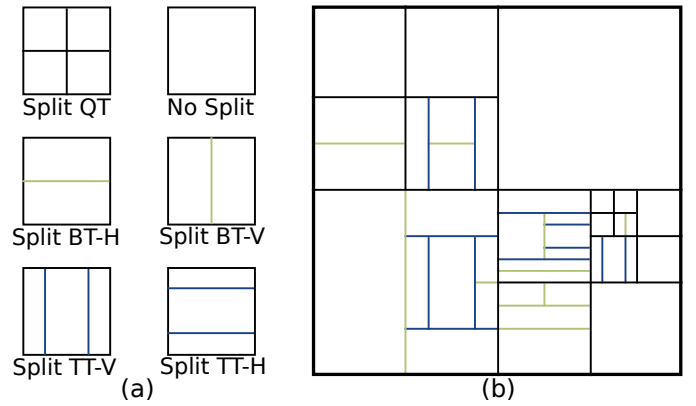 Split QT
No Split
Split BT-H
Split BT-V
Split TT-V
Split TT-H
(a)
(b)